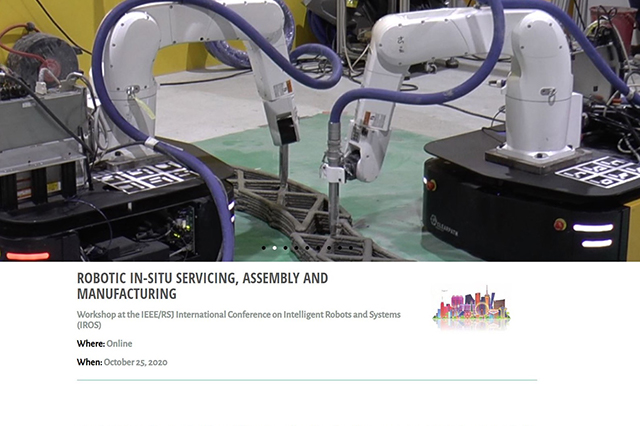 CLEARPATH
ROBOTIC IN-SITU SERVICING, ASSEMBLY AND
MANUFACTURING
Workshop at the IEEE/RSJ International Conference on Intelligent Robots and Systems
(IROS)
Where: Online
When: October 25, 2020